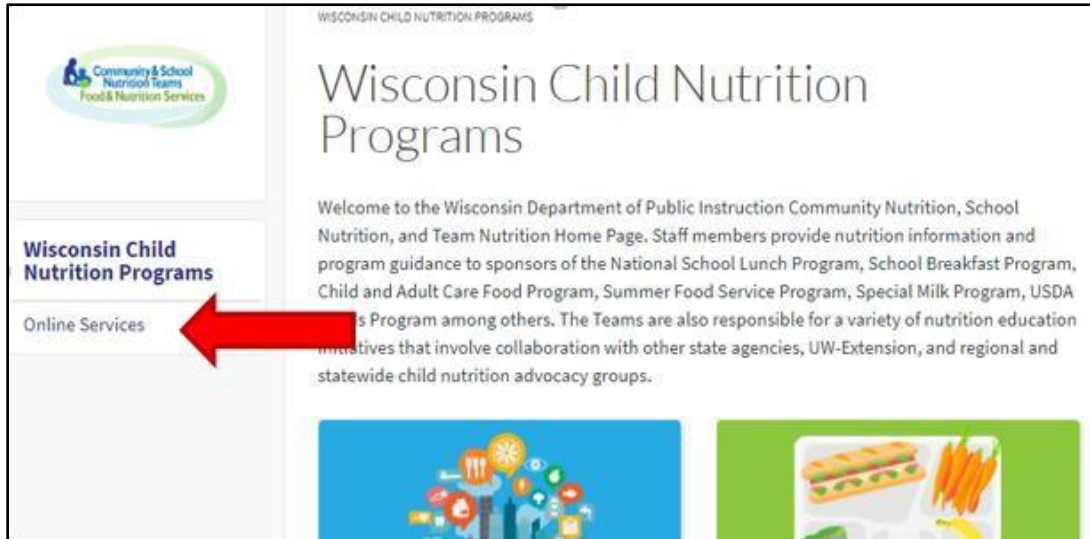 WISCONSIN CHILD NUTRITION PROGRAMS
Community & School
Nutrition Teams
Food & Nutrition Services
Wisconsin Child Nutrition
Programs
Wisconsin Child
Nutrition Programs
Online Services
Welcome to the Wisconsin Department of Public Instruction Community Nutrition, School
Nutrition, and Team Nutrition Home Page. Staff members provide nutrition information and
program guidance to sponsors of the National School Lunch Program, School Breakfast Program,
Child and Adult Care Food Program, Summer Food Service Program, Special Milk Program, USDA
Program among others. The Teams are also responsible for a variety of nutrition education
that involve collaboration with other state agencies, UW-Extension, and regional and
statewide child nutrition advocacy groups.